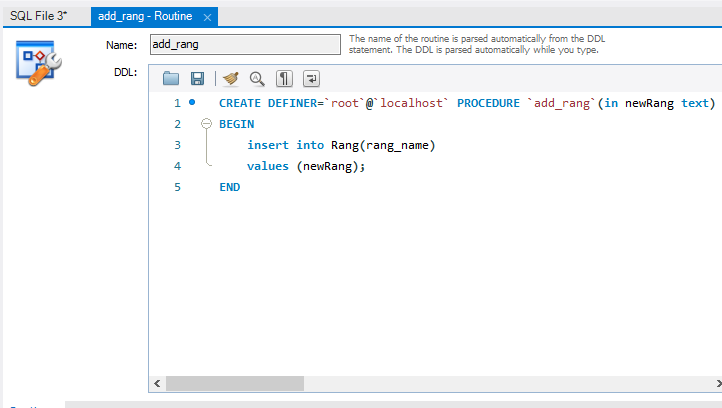 SQL File 3*
add_rang - Routine
Name:
add_rang
The name of the routine is parsed automatically from the DDL
statement. The DDL is parsed automatically while you type.
DDL:
1 CREATE DEFINER=`root`@`localhost` PROCEDURE `add_rang`(in newRang text)
2 BEGIN
3 insert into Rang(rang_name)
4 values (newRang);
5 END